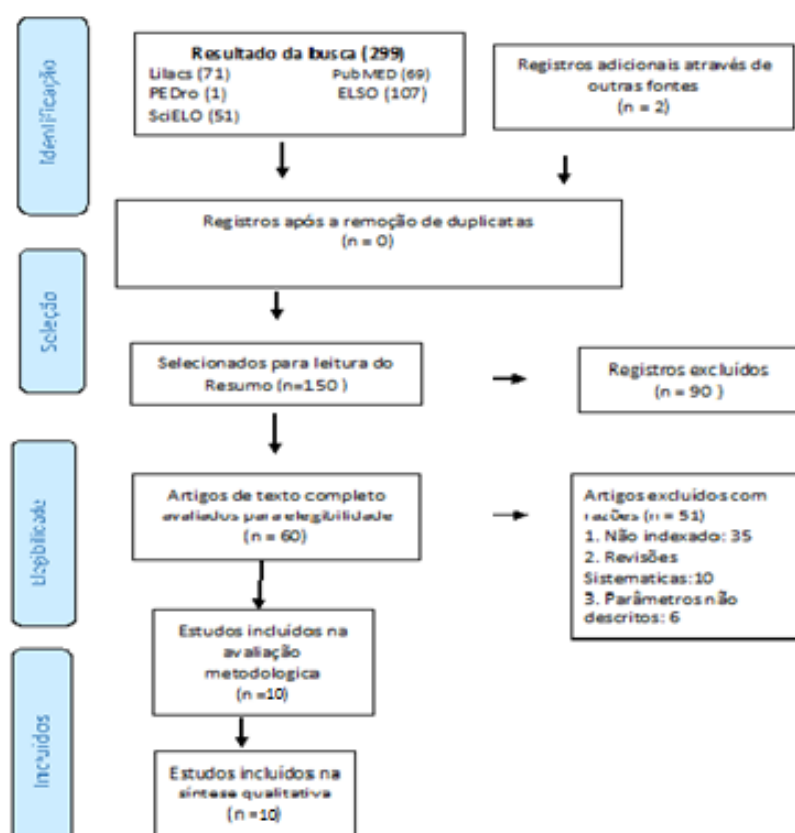 Identificação
Resultado da busca (299)
Lilacs (71) PubMED (69)
PEDro (1) ELSO (107)
SciELO (51)
Registros adicionais através de
outras fontes
(n = 2)
Registros após a remoção de duplicatas
(n = 0)
Seleção
Selecionados para leitura do
Resumo (n=150 )
Registros excluídos
(n = 90 )
Elegibilidade
Artigos de texto completo
avaliados para elegibilidade
(n = 60)
Artigos excluídos com
razões (n = 51)
1. Não indexado: 35
2. Revisões
Sistematicas:10
3. Parâmetros não
descritos: 6
Estudos incluídos na
avaliação
metodologica
(n =10)
Incluidos
Estudos incluídos na
síntese qualitativa
(n =10)